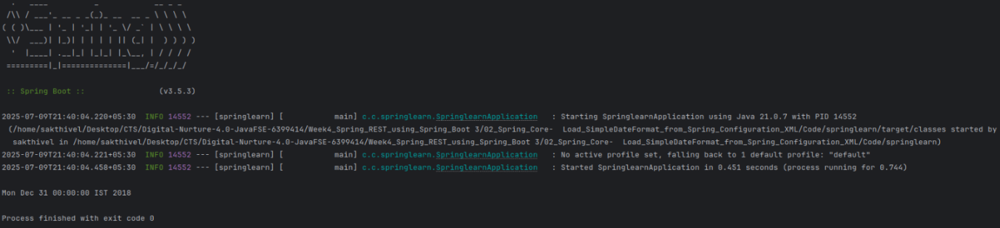 .   ____          _            __ _ _
 /\\ / ___'_ __ _ _(_)_ __  __ _ \ \ \ \
( ( )\___ | '_ | '_| | '_ \/ _` | \ \ \ \
 \\/  ___)| |_)| | | | | || (_| |  ) ) ) )
  '  |____| .__|_| |_|_| |_\__, | / / / /
 =========|_|==============|___/=/_/_/_/

 :: Spring Boot ::                (v3.5.3)

2025-07-09T21:40:04.220+05:30  INFO 14552 --- [springlearn] [           main] c.c.springlearn.SpringlearnApplication   : Starting SpringlearnApplication using Java 21.0.7 with PID 14552
 (/home/sakthivel/Desktop/CTS/Digital-Nurture-4.0-JavaFSE-6399414/Week4_Spring_REST_using_Spring_Boot 3/02_Spring_Core-  Load_SimpleDateFormat_from_Spring_Configuration_XML/Code/springlearn/target/classes started by
  sakthivel in /home/sakthivel/Desktop/CTS/Digital-Nurture-4.0-JavaFSE-6399414/Week4_Spring_REST_using_Spring_Boot 3/02_Spring_Core-  Load_SimpleDateFormat_from_Spring_Configuration_XML/Code/springlearn)
2025-07-09T21:40:04.221+05:30  INFO 14552 --- [springlearn] [           main] c.c.springlearn.SpringlearnApplication   : No active profile set, falling back to 1 default profile: "default"
2025-07-09T21:40:04.458+05:30  INFO 14552 --- [springlearn] [           main] c.c.springlearn.SpringlearnApplication   : Started SpringlearnApplication in 0.451 seconds (process running for 0.744)

Mon Dec 31 00:00:00 IST 2018

Process finished with exit code 0